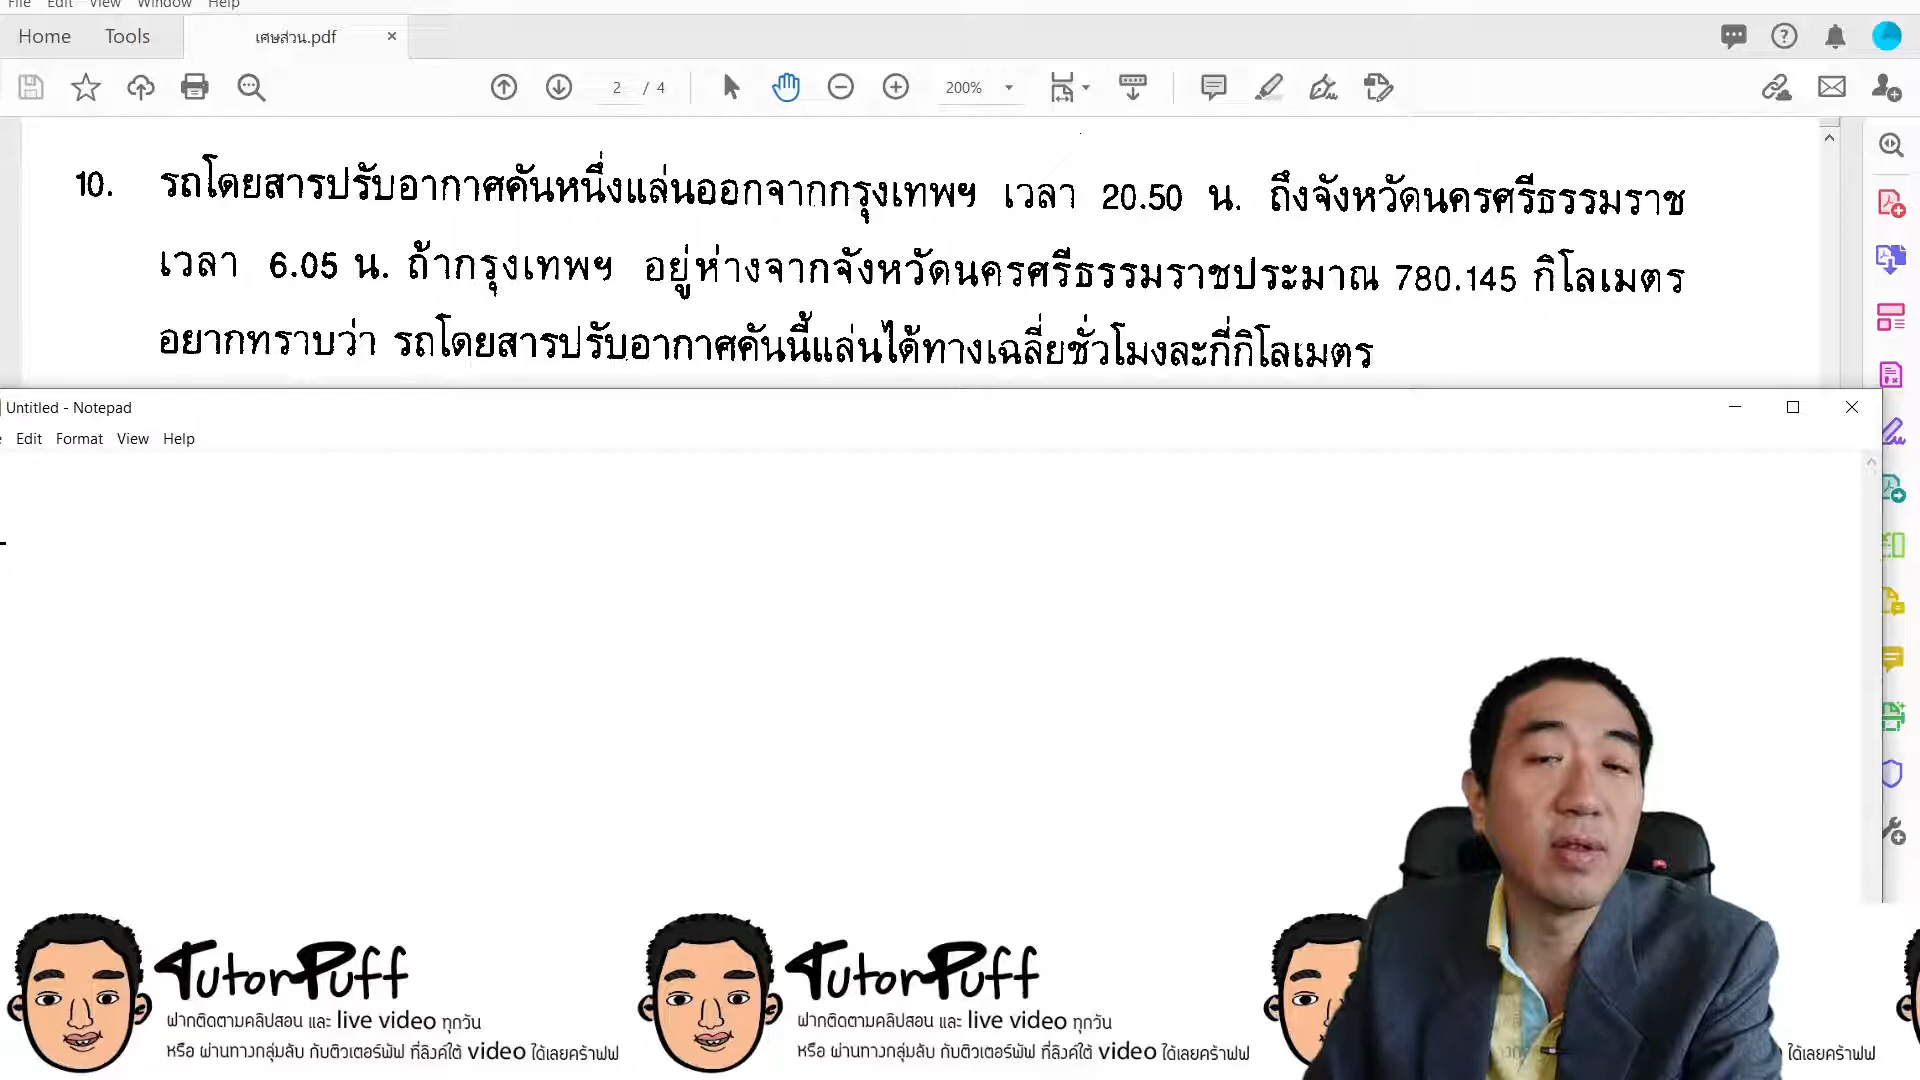 File Edit View Window Help
Home Tools เศษส่วน.pdf
2 / 4 200%
10. รถโดยสารปรับอากาศคันหนึ่งแล่นออกจากกรุงเทพฯ เวลา 20.50 น. ถึงจังหวัดนครศรีธรรมราช
เวลา 6.05 น. ถ้ากรุงเทพฯ อยู่ห่างจากจังหวัดนครศรีธรรมราชประมาณ 780.145 กิโลเมตร
อยากทราบว่า รถโดยสารปรับอากาศคันนี้แล่นได้ทางเฉลี่ยชั่วโมงละกี่กิโลเมตร
Untitled - Notepad
Edit Format View Help
TutorPuff TutorPuff
ฝากติดตามคลิปสอน และ live video ทุกวัน ฝากติดตามคลิปสอน และ live video ทุกวัน
หรือ ผ่านทางกลุ่มลับ กับติวเตอร์พัฟ ที่ลิงค์ใต้ video ได้เลยคร้าฟฟ หรือ ผ่านทางกลุ่มลับ กับติวเตอร์พัฟ ที่ลิงค์ใต้ video ได้เลยคร้าฟฟ ได้เลยคร้าฟฟ